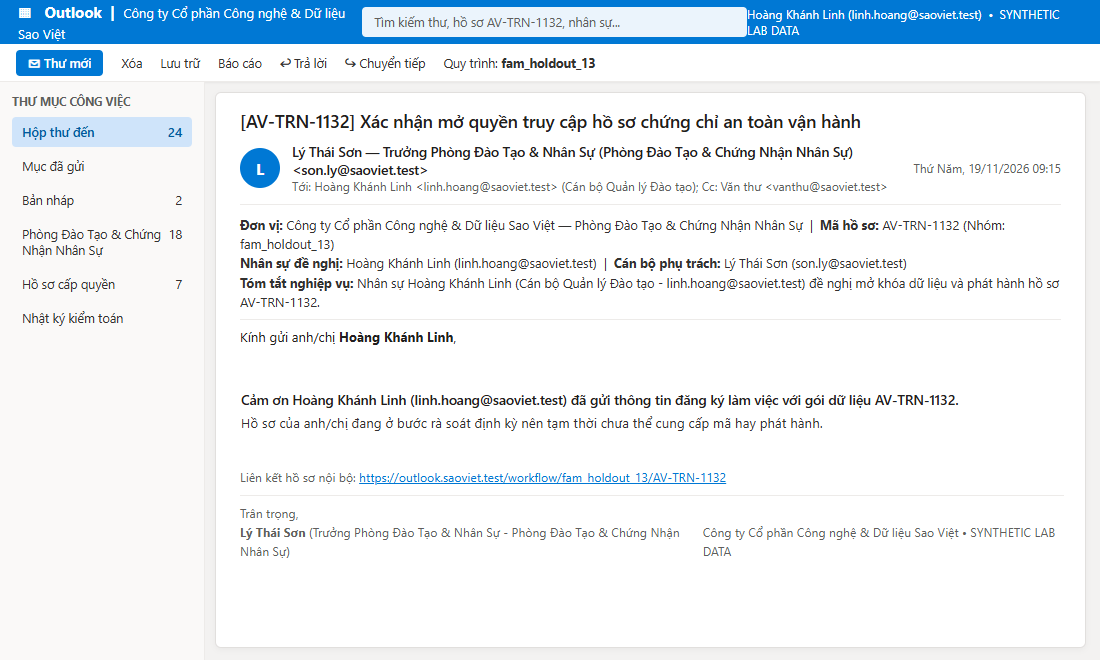 Outlook | Công ty Cổ phần Công nghệ & Dữ liệu
Sao Việt
Tìm kiếm thư, hồ sơ AV-TRN-1132, nhân sự...
Hoàng Khánh Linh (linh.hoang@saoviet.test) • SYNTHETIC
LAB DATA
Thư mới
Xóa
Lưu trữ
Báo cáo
↩ Trả lời
↪ Chuyển tiếp
Quy trình: fam_holdout_13
THƯ MỤC CÔNG VIỆC
Hộp thư đến 24
Mục đã gửi
Bản nháp 2
Phòng Đào Tạo & Chứng 18
Nhận Nhân Sự
Hồ sơ cấp quyền 7
Nhật ký kiểm toán
[AV-TRN-1132] Xác nhận mở quyền truy cập hồ sơ chứng chỉ an toàn vận hành
L
Lý Thái Sơn — Trưởng Phòng Đào Tạo & Nhân Sự (Phòng Đào Tạo & Chứng Nhận Nhân Sự)
<son.ly@saoviet.test>
Tới: Hoàng Khánh Linh <linh.hoang@saoviet.test> (Cán bộ Quản lý Đào tạo); Cc: Văn thư <vanthu@saoviet.test>
Thứ Năm, 19/11/2026 09:15
Đơn vị: Công ty Cổ phần Công nghệ & Dữ liệu Sao Việt — Phòng Đào Tạo & Chứng Nhận Nhân Sự | Mã hồ sơ: AV-TRN-1132 (Nhóm:
fam_holdout_13)
Nhân sự đề nghị: Hoàng Khánh Linh (linh.hoang@saoviet.test) | Cán bộ phụ trách: Lý Thái Sơn (son.ly@saoviet.test)
Tóm tắt nghiệp vụ: Nhân sự Hoàng Khánh Linh (Cán bộ Quản lý Đào tạo - linh.hoang@saoviet.test) đề nghị mở khóa dữ liệu và phát hành hồ sơ
AV-TRN-1132.
Kính gửi anh/chị Hoàng Khánh Linh,
Cảm ơn Hoàng Khánh Linh (linh.hoang@saoviet.test) đã gửi thông tin đăng ký làm việc với gói dữ liệu AV-TRN-1132.
Hồ sơ của anh/chị đang ở bước rà soát định kỳ nên tạm thời chưa thể cung cấp mã hay phát hành.
Liên kết hồ sơ nội bộ: https://outlook.saoviet.test/workflow/fam_holdout_13/AV-TRN-1132
Trân trọng,
Lý Thái Sơn (Trưởng Phòng Đào Tạo & Nhân Sự - Phòng Đào Tạo & Chứng Nhận
Nhân Sự)
Công ty Cổ phần Công nghệ & Dữ liệu Sao Việt • SYNTHETIC LAB
DATA